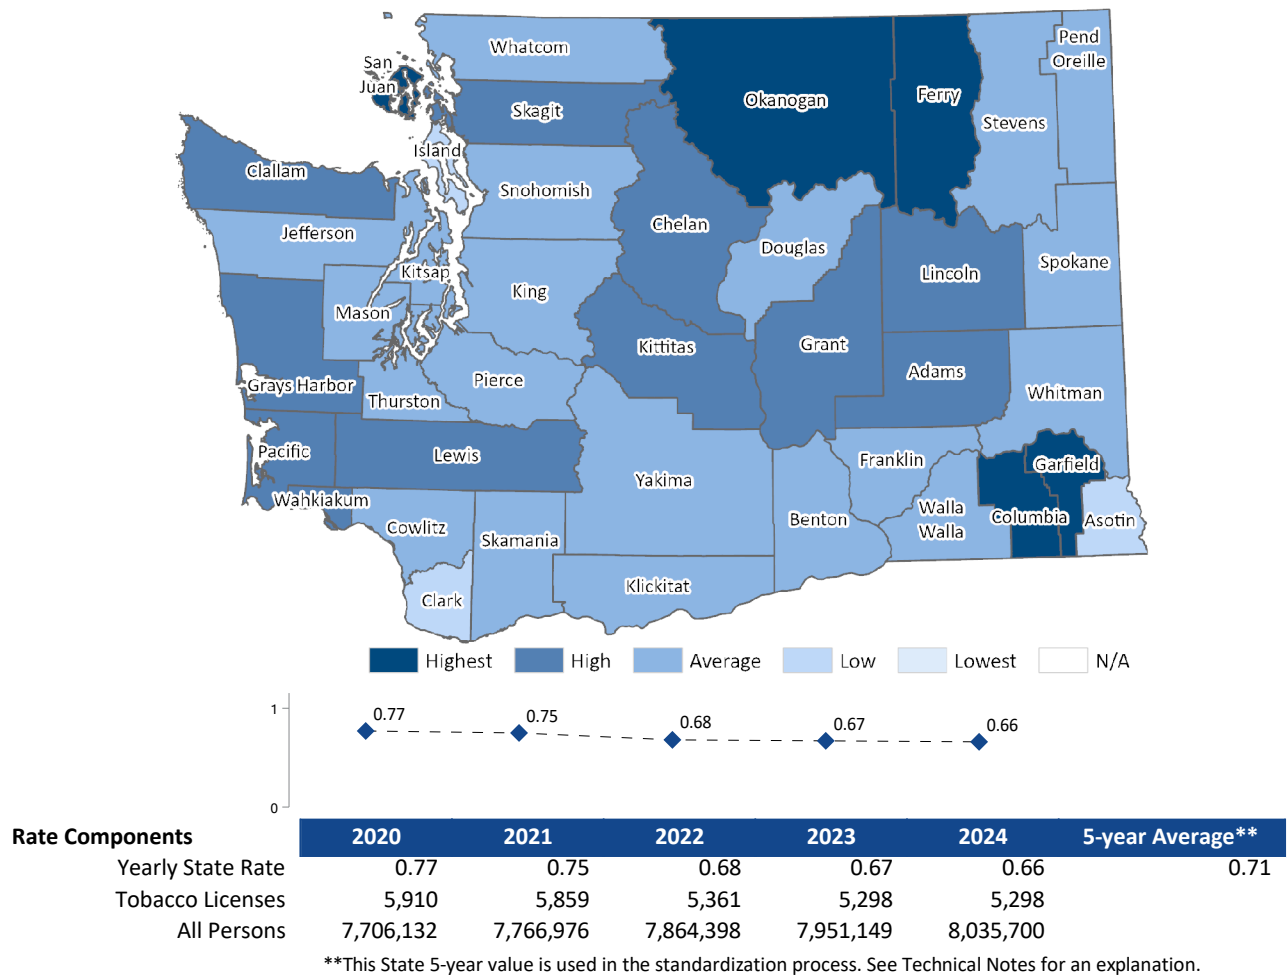 Whatcom
Pend
Oreille
San
Juan
Okanogan
Ferry
Skagit
Stevens
Island
Clallam
Snohomish
Chelan
Jefferson
Douglas
Spokane
Kitsap
Lincoln
King
Mason
Kittitas
Grant
Adams
Grays Harbor
Pierce
Whitman
Thurston
Pacific
Lewis
Franklin
Garfield
Yakima
Wahkiakum
Walla
Walla
Columbia
Asotin
Cowlitz
Benton
Skamania
Klickitat
Clark
Highest High Average Low Lowest N/A
1
0.77 0.75 0.68 0.67 0.66
0
Rate Components 2020 2021 2022 2023 2024 5-year Average**
Yearly State Rate 0.77 0.75 0.68 0.67 0.66 0.71
Tobacco Licenses 5,910 5,859 5,361 5,298 5,298
All Persons 7,706,132 7,766,976 7,864,398 7,951,149 8,035,700
**This State 5-year value is used in the standardization process. See Technical Notes for an explanation.